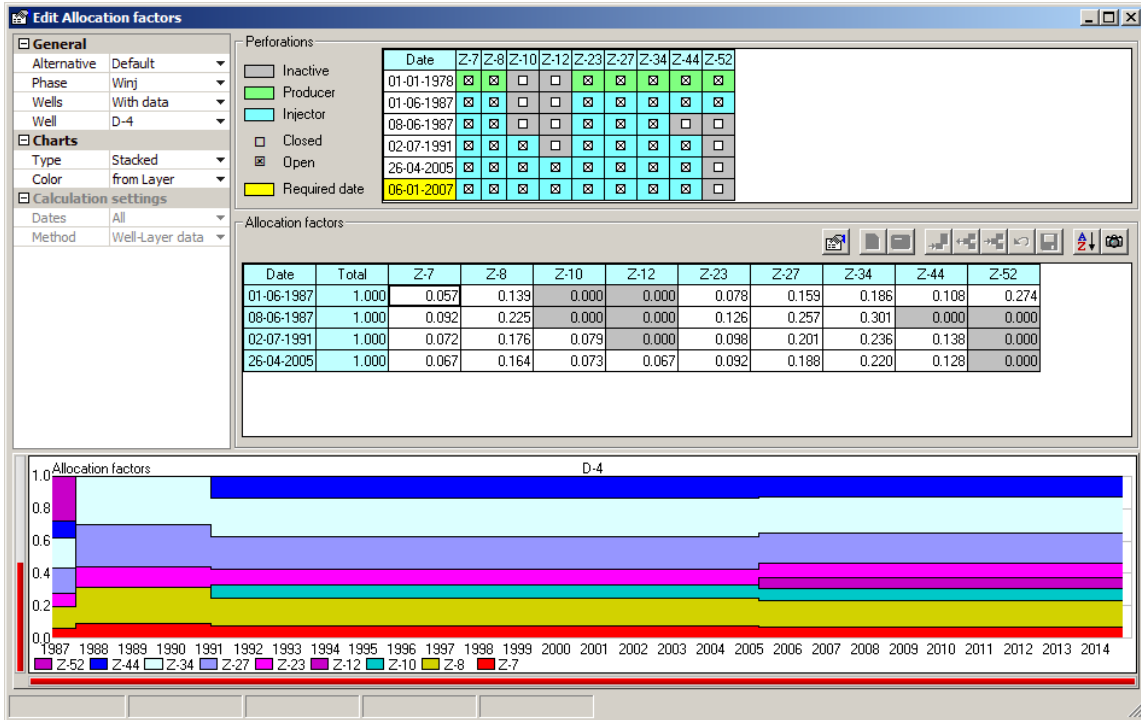 Edit Allocation factors
General
Alternative Default
Phase Winj
Wells With data
Well D-4
Charts
Type Stacked
Color from Layer
Calculation settings
Dates All
Method Well-Layer data
Perforations
Inactive
Producer
Injector
Closed
Open
Required date
Date Z-7 Z-8 Z-10 Z-12 Z-23 Z-27 Z-34 Z-44 Z-52
01-01-1978
01-06-1987
08-06-1987
02-07-1991
26-04-2005
06-01-2007
Allocation factors
Date Total Z-7 Z-8 Z-10 Z-12 Z-23 Z-27 Z-34 Z-44 Z-52
01-06-1987 1.000 0.057 0.139 0.000 0.000 0.078 0.159 0.186 0.108 0.274
08-06-1987 1.000 0.092 0.225 0.000 0.000 0.126 0.257 0.301 0.000 0.000
02-07-1991 1.000 0.072 0.176 0.079 0.000 0.098 0.201 0.236 0.138 0.000
26-04-2005 1.000 0.067 0.164 0.073 0.067 0.092 0.188 0.220 0.128 0.000
Allocation factors D-4
1.0
0.8
0.6
0.4
0.2
0.0
1987 1988 1989 1990 1991 1992 1993 1994 1995 1996 1997 1998 1999 2000 2001 2002 2003 2004 2005 2006 2007 2008 2009 2010 2011 2012 2013 2014
Z-52 Z-44 Z-34 Z-27 Z-23 Z-12 Z-10 Z-8 Z-7